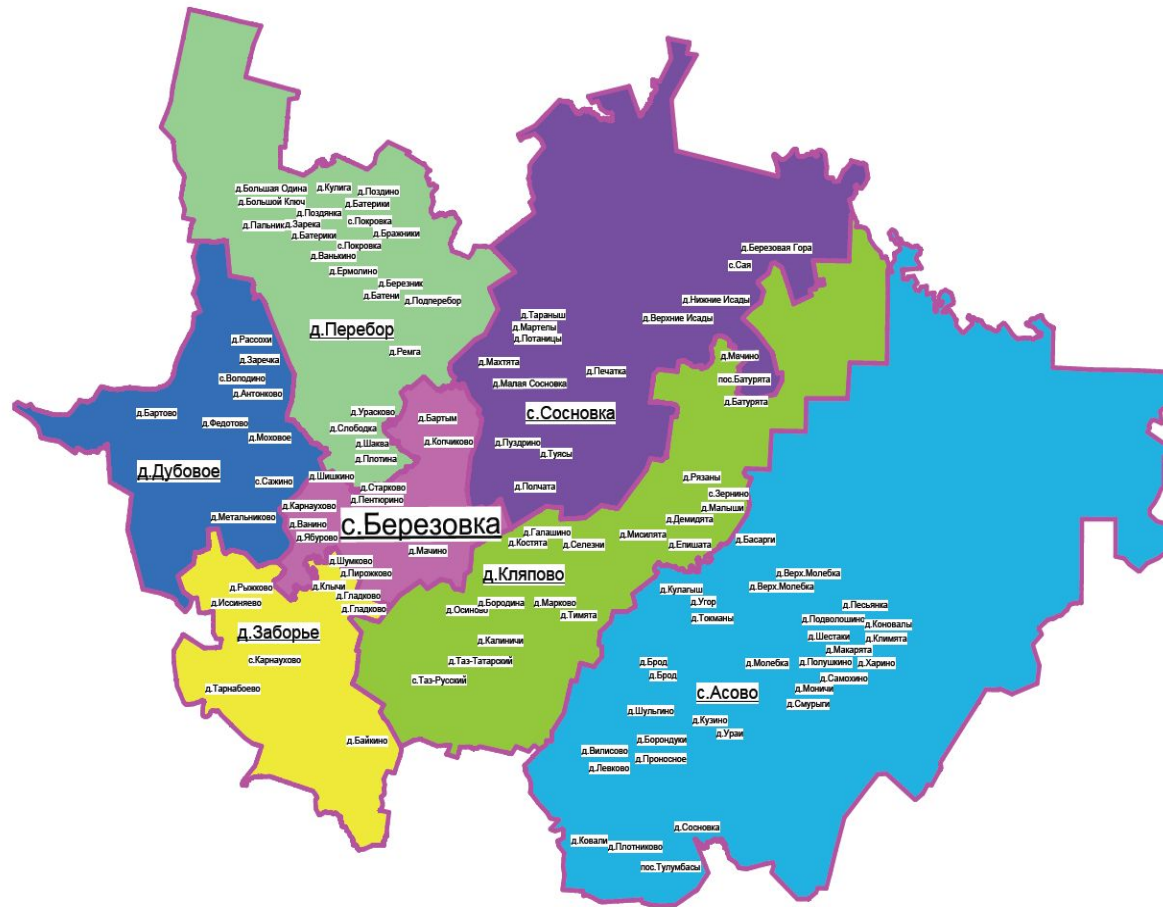 д.Большая Одина
д.Кулига
д.Поздино
д.Большой Ключ
д.Батерики
д.Поздянка
с.Покровка
д.Пальник
д.Зарека
д.Батерики
д.Бражники
с.Покровка
д.Ванькино
д.Ермолино
д.Березник
д.Батени
д.Подперебор
д.Перебор
д.Ремга
д.Урасково
д.Слободка
д.Шаква
д.Плотина
д.Рассохи
д.Заречка
с.Володино
д.Антонково
д.Бартово
д.Федотово
д.Моховое
д.Дубовое
с.Сажино
д.Шишкино
д.Метальниково
д.Бартым
д.Копчиково
д.Старково
д.Пентюрино
д.Карнаухово
д.Ванино
д.Ябурово
с.Березовка
д.Мачино
д.Шумково
д.Пирожково
д.Клычи
д.Гладково
д.Гладково
д.Рыжково
д.Иссиняево
д.Заборье
с.Карнаухово
д.Тарнабоево
д.Байкино
д.Березовая Гора
с.Сая
д.Нижние Исады
д.Верхние Исады
д.Тараныш
д.Мартелы
д.Потаницы
д.Махтята
д.Печатка
д.Малая Сосновка
с.Сосновка
д.Пуздрино
д.Туясы
д.Полчата
д.Мачино
пос.Батурята
д.Батурята
д.Рязаны
с.Зернино
д.Малыши
д.Демидята
д.Мисилята
д.Епишата
д.Галашино
д.Костята
д.Селезни
д.Кляпово
д.Осиново
д.Бородина
д.Марково
д.Тимята
д.Калиничи
д.Таз-Татарский
с.Таз-Русский
д.Басарги
д.Верх.Молебка
д.Верх.Молебка
д.Кулагыш
д.Угор
д.Токманы
д.Песьянка
д.Подволошино
д.Коновалы
д.Шестаки
д.Климята
д.Макарята
д.Брод
д.Брод
д.Молебка
д.Полушкино
д.Харино
д.Самохино
с.Асово
д.Моничи
д.Смурыги
д.Шульгино
д.Кузино
д.Ураи
д.Борондуки
д.Вилисово
д.Проносное
д.Левково
д.Сосновка
д.Ковали
д.Плотниково
пос.Тулумбасы